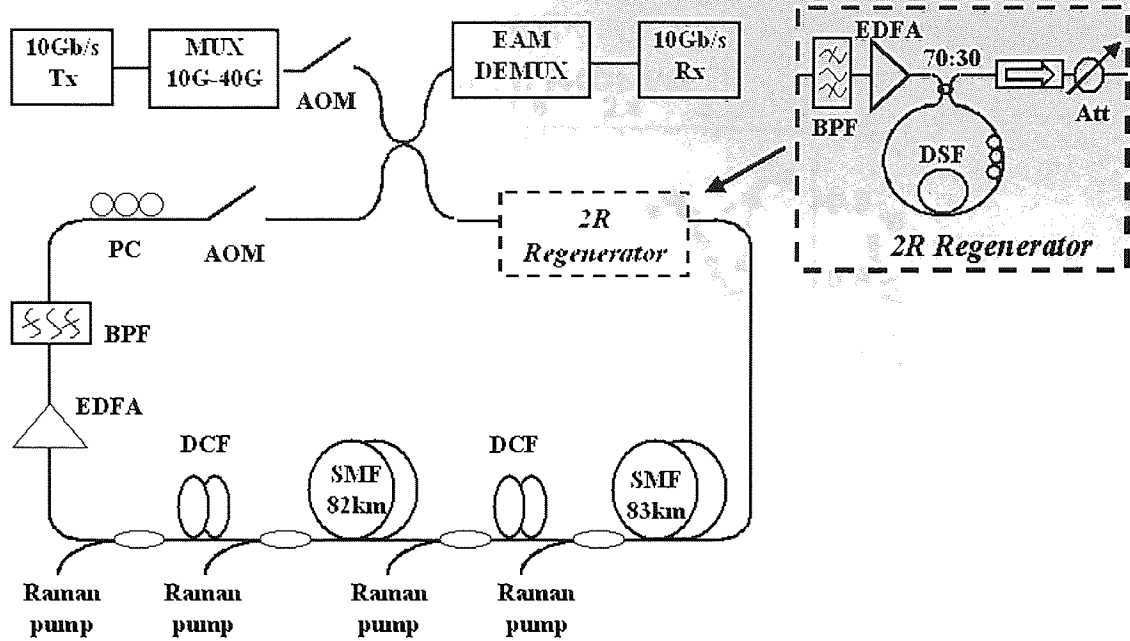 10Gb/s
Tx
MUX
10G-40G
AOM
EAM
DEMUX
10Gb/s
Rx
EDFA
70:30
BPF
Att
DSF
2R Regenerator
2R
Regenerator
PC
AOM
BPF
EDFA
DCF
SMF
82km
DCF
SMF
83km
Raman
pump
Raman
pump
Raman
pump
Raman
pump